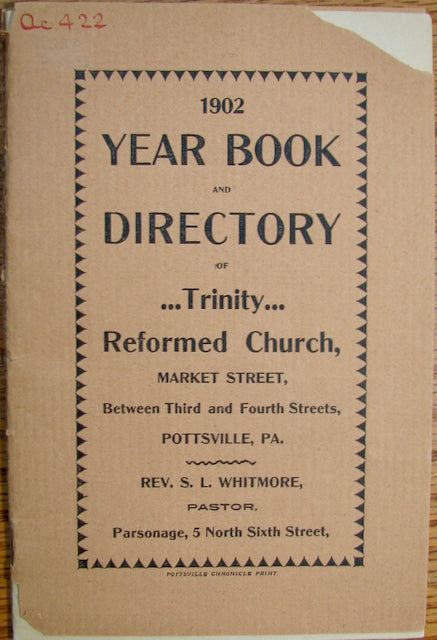 Qc 422
1902
YEAR BOOK
AND
DIRECTORY
OF
...Trinity...
Reformed Church,
MARKET STREET,
Between Third and Fourth Streets,
POTTSVILLE, PA.
REV. S. L. WHITMORE,
PASTOR.
Parsonage, 5 North Sixth Street,
POTTSVILLE CHRONICLE PRINT.